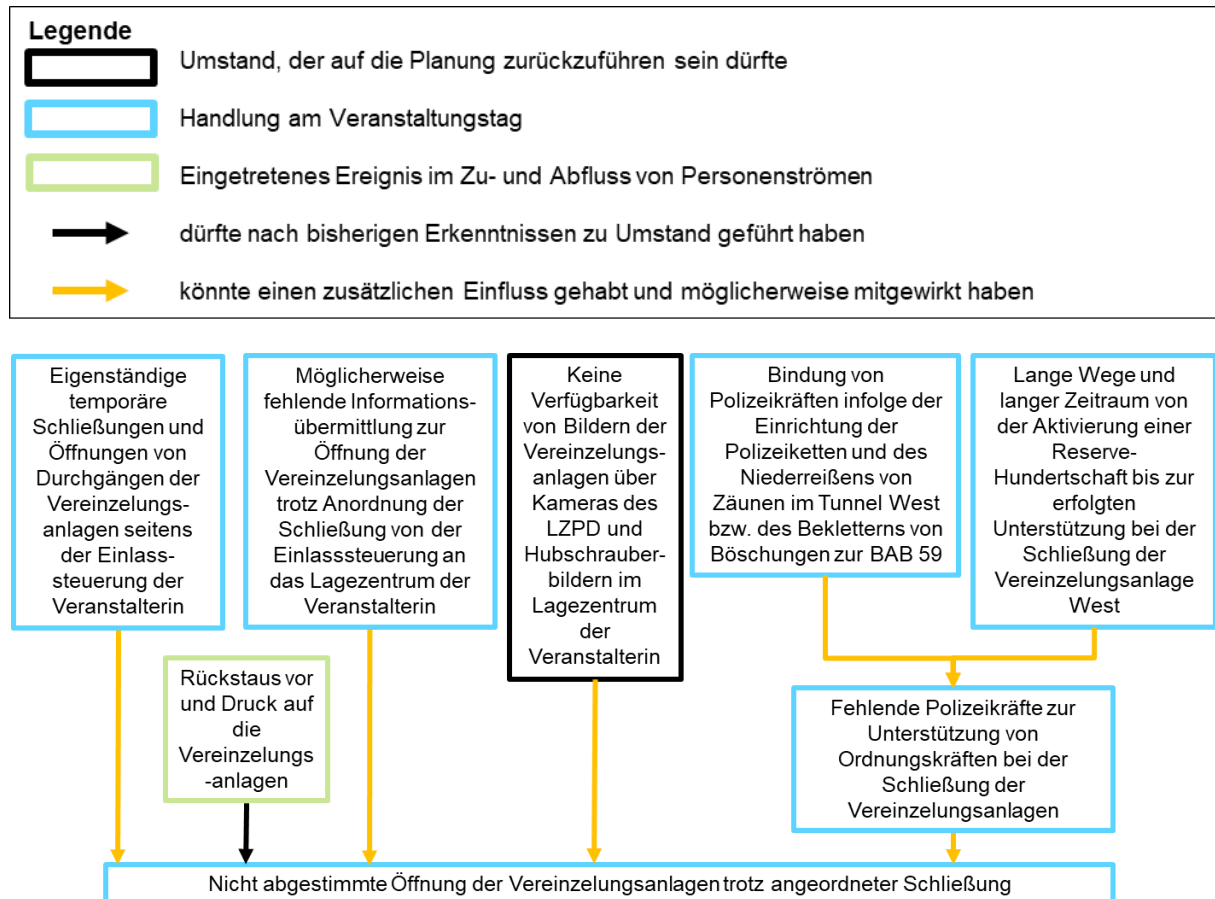 Legende
Umstand, der auf die Planung zurückzuführen sein dürfte
Handlung am Veranstaltungstag
Eingetretenes Ereignis im Zu- und Abfluss von Personenströmen
dürfte nach bisherigen Erkenntnissen zu Umstand geführt haben
könnte einen zusätzlichen Einfluss gehabt und möglicherweise mitgewirkt haben
Eigenständige
temporäre
Schließungen und
Öffnungen von
Durchgängen der
Vereinzelungs-
anlagen seitens
der Einlass-
steuerung der
Veranstalterin
Möglicherweise
fehlende Informations-
übermittlung zur
Öffnung der
Vereinzelungsanlagen
trotz Anordnung der
Schließung von der
Einlasssteuerung an
das Lagezentrum der
Veranstalterin
Keine
Verfügbarkeit
von Bildern der
Vereinzelungs-
anlagen über
Kameras des
LZPD und
Hubschrauber-
bildern im
Lagezentrum
der
Veranstalterin
Bindung von
Polizeikräften infolge der
Einrichtung der
Polizeiketten und des
Niederreißens von
Zäunen im Tunnel West
bzw. des Bekletterns von
Böschungen zur BAB 59
Lange Wege und
langer Zeitraum von
der Aktivierung einer
Reserve-
Hundertschaft bis zur
erfolgten
Unterstützung bei der
Schließung der
Vereinzelungsanlage
West
Rückstaus vor
und Druck auf
die
Vereinzelungs
-anlagen
Fehlende Polizeikräfte zur
Unterstützung von
Ordnungskräften bei der
Schließung der
Vereinzelungsanlagen
Nicht abgestimmte Öffnung der Vereinzelungsanlagen trotz angeordneter Schließung